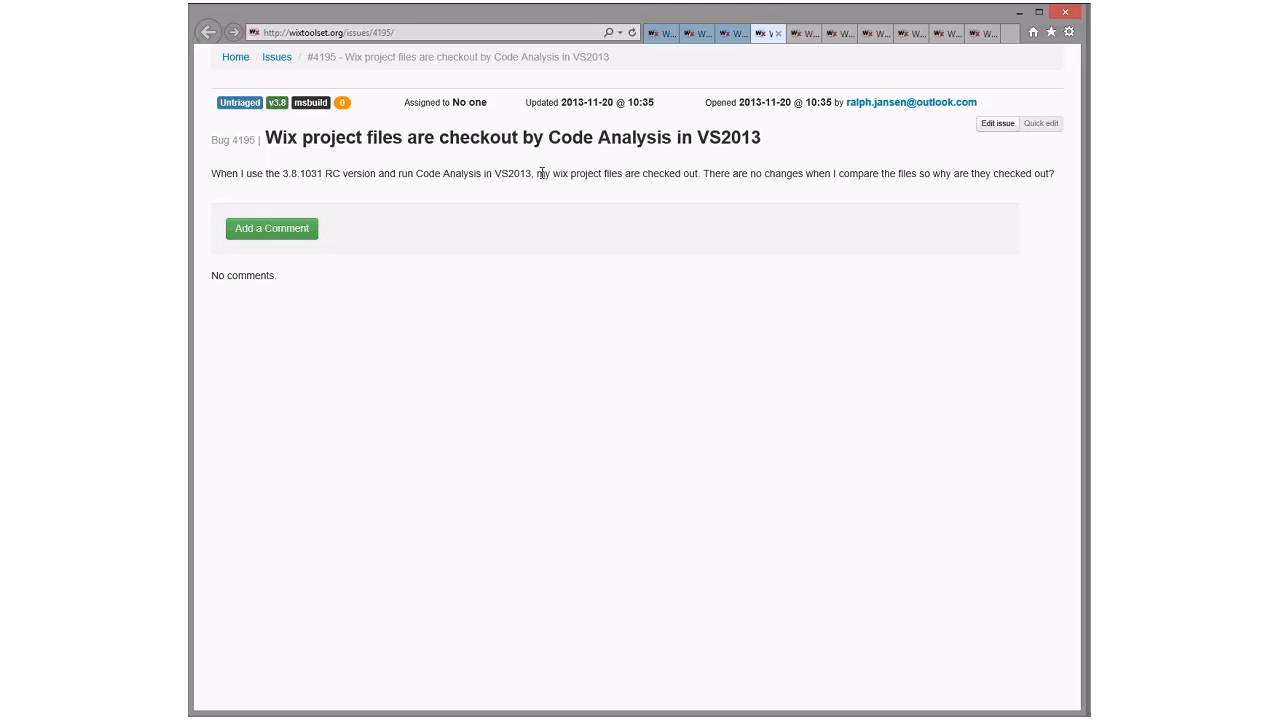 http://wixtoolset.org/issues/4195/
W... W... W... W... W... W... W... W... W...
Home / Issues / #4195 - Wix project files are checkout by Code Analysis in VS2013
Untriaged v3.8 msbuild 0 Assigned to No one Updated 2013-11-20 @ 10:35 Opened 2013-11-20 @ 10:35 by ralph.jansen@outlook.com
Edit issue Quick edit
Bug 4195 | Wix project files are checkout by Code Analysis in VS2013
When I use the 3.8.1031 RC version and run Code Analysis in VS2013, my wix project files are checked out. There are no changes when I compare the files so why are they checked out?
Add a Comment
No comments.